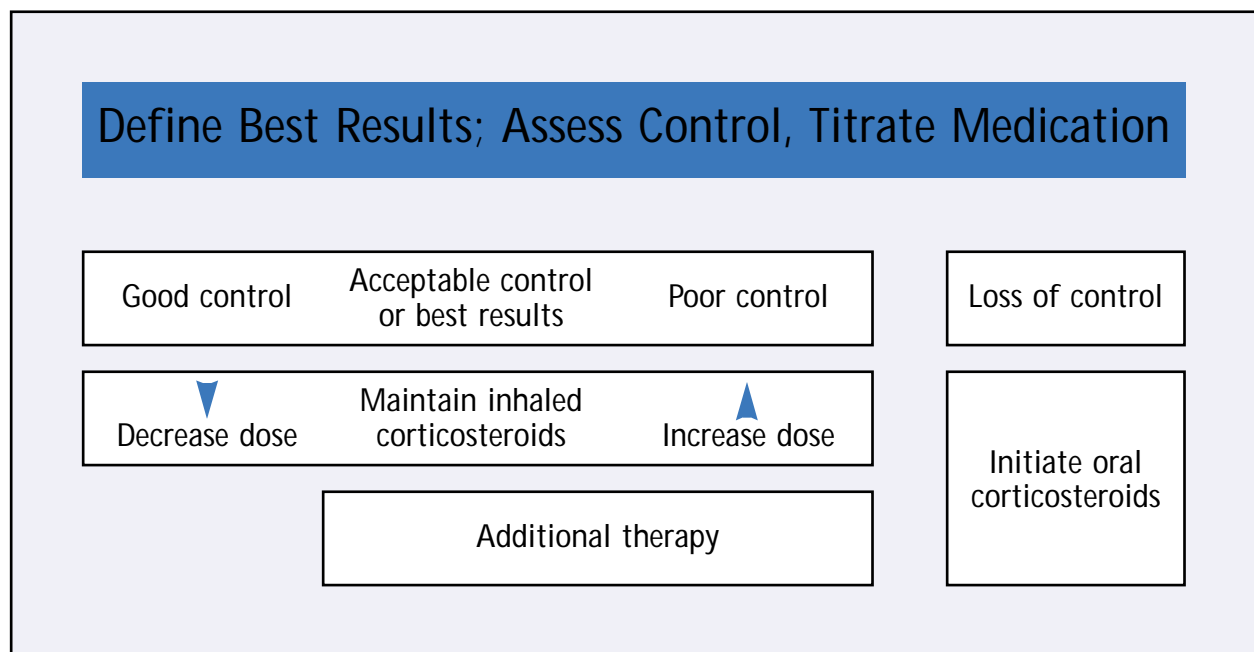 Define Best Results; Assess Control, Titrate Medication
Good control
Acceptable control
or best results
Poor control
Loss of control
Decrease dose
Maintain inhaled
corticosteroids
Increase dose
Initiate oral
corticosteroids
Additional therapy